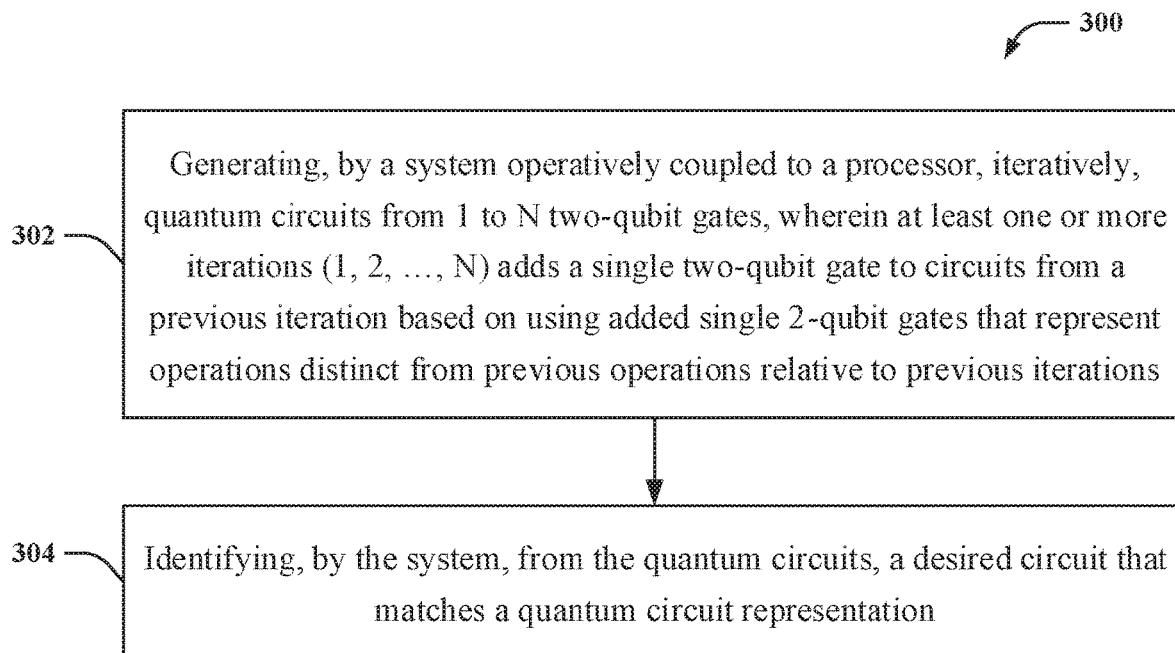 300
302
Generating, by a system operatively coupled to a processor, iteratively,
quantum circuits from 1 to N two-qubit gates, wherein at least one or more
iterations (1, 2, ..., N) adds a single two-qubit gate to circuits from a
previous iteration based on using added single 2-qubit gates that represent
operations distinct from previous operations relative to previous iterations
304
Identifying, by the system, from the quantum circuits, a desired circuit that
matches a quantum circuit representation